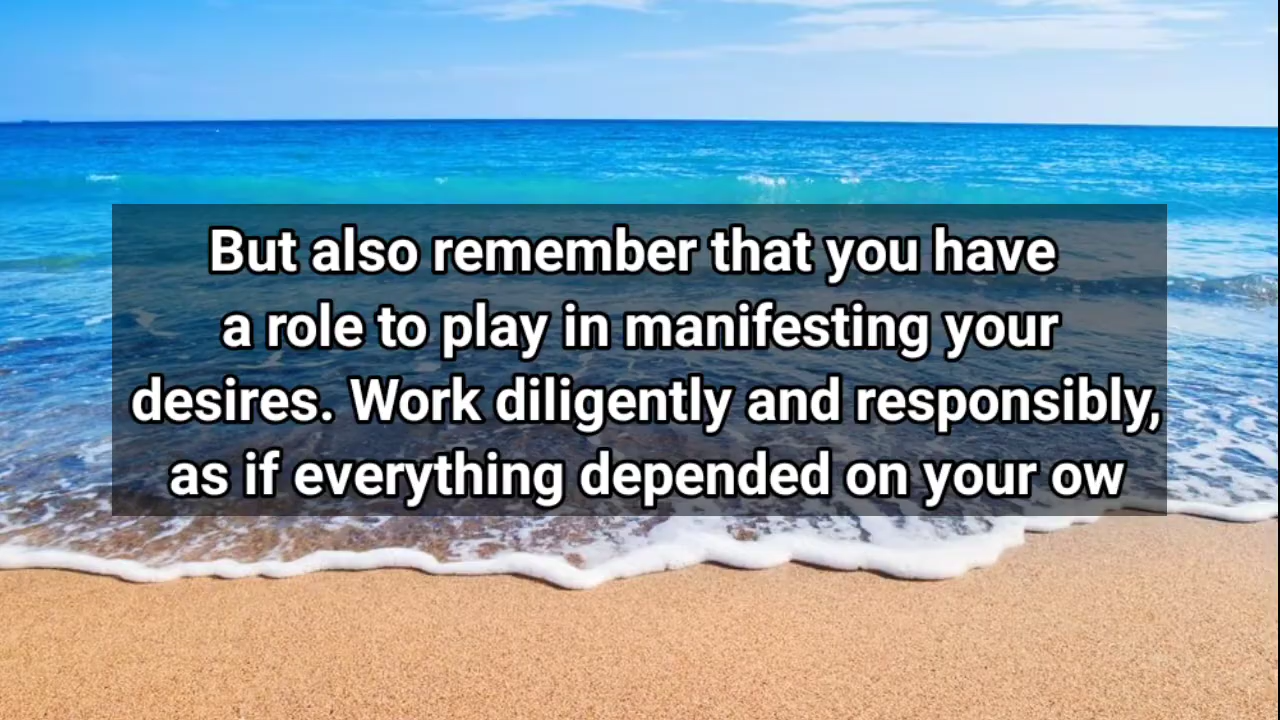 But also remember that you have
a role to play in manifesting your
desires. Work diligently and responsibly,
as if everything depended on your ow